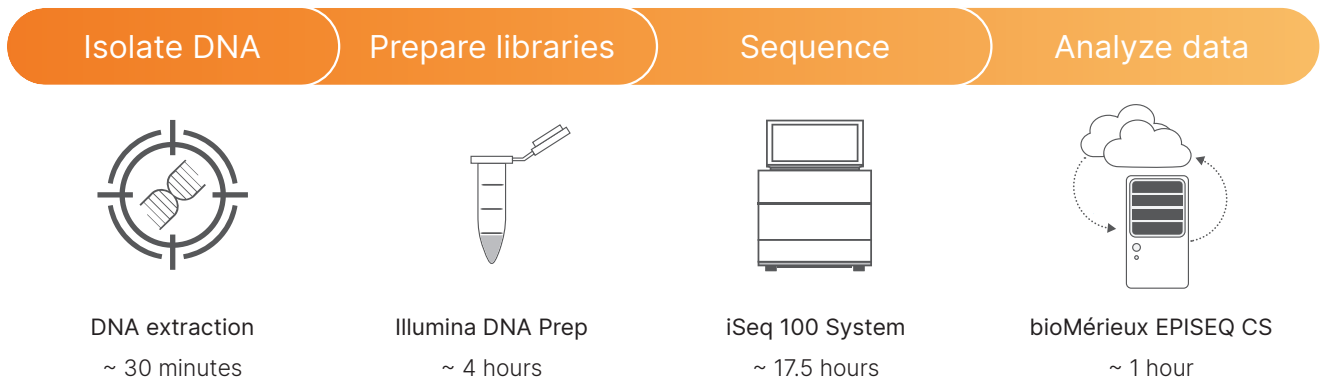 Isolate DNA
Prepare libraries
Sequence
Analyze data
DNA extraction
~ 30 minutes
Illumina DNA Prep
~ 4 hours
iSeq 100 System
~ 17.5 hours
bioMérieux EPISEQ CS
~ 1 hour